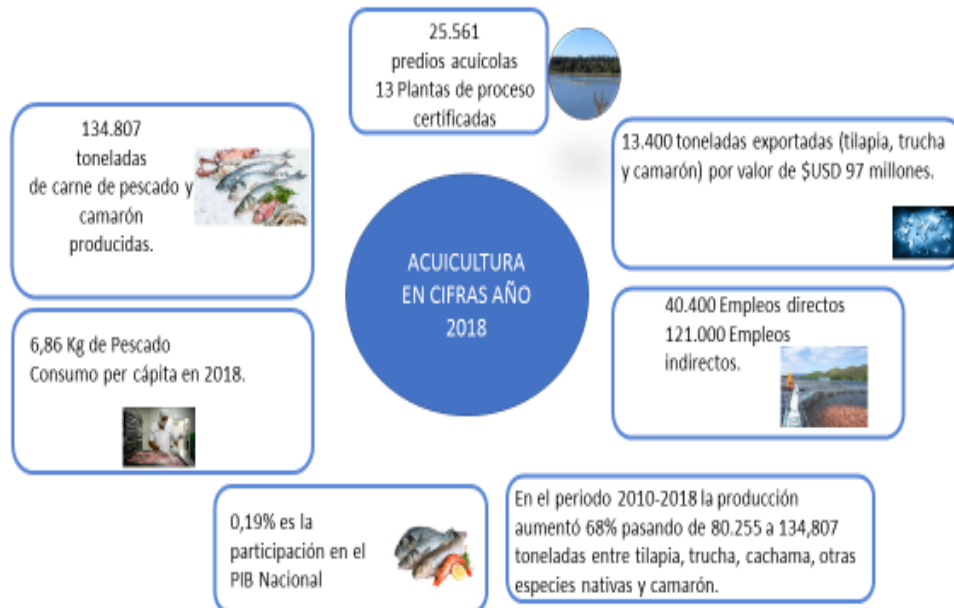 25.561
predios acuícolas
13 Plantas de proceso
certificadas
134.807
toneladas
de carne de pescado y
camarón
producidas.
13.400 toneladas exportadas (tilapia, trucha
y camarón) por valor de $USD 97 millones.
ACUICULTURA
EN CIFRAS AÑO
2018
40.400 Empleos directos
121.000 Empleos
indirectos.
6,86 Kg de Pescado
Consumo per cápita en 2018.
0,19% es la
participación en el
PIB Nacional
En el periodo 2010-2018 la producción
aumentó 68% pasando de 80.255 a 134,807
toneladas entre tilapia, trucha, cachama, otras
especies nativas y camarón.